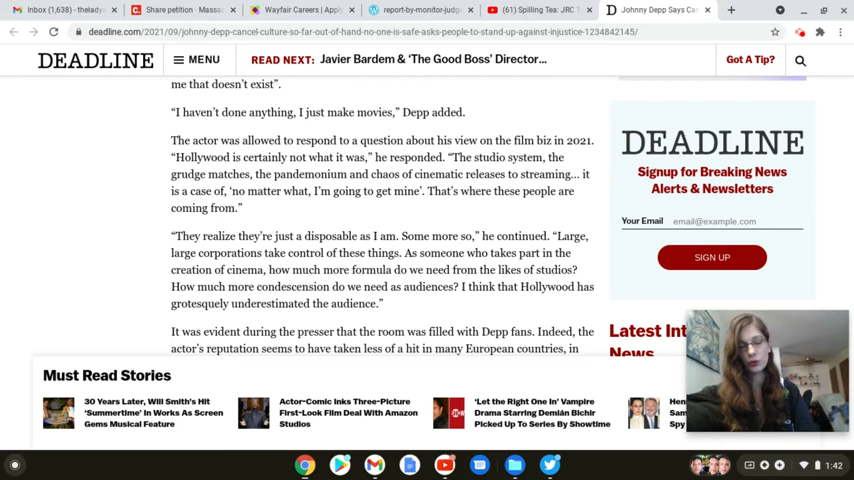 Inbox (1,638) - thelady
Share petition · Massac
Wayfair Careers | Apply
report-by-monitor-judge
(61) Spilling Tea: JRC T
Johnny Depp Says Can
deadline.com/2021/09/johnny-depp-cancel-culture-so-far-out-of-hand-no-one-is-safe-asks-people-to-stand-up-against-injustice-1234842145/
DEADLINE
MENU
READ NEXT: Javier Bardem & ‘The Good Boss’ Director...
Got A Tip?
me that doesn’t exist”.
“I haven’t done anything, I just make movies,” Depp added.
The actor was allowed to respond to a question about his view on the film biz in 2021.
“Hollywood is certainly not what it was,” he responded. “The studio system, the
grudge matches, the pandemonium and chaos of cinematic releases to streaming… it
is a case of, ‘no matter what, I’m going to get mine’. That’s where these people are
coming from.”
“They realize they’re just a disposable as I am. Some more so,” he continued. “Large,
large corporations take control of these things. As someone who takes part in the
creation of cinema, how much more formula do we need from the likes of studios?
How much more condescension do we need as audiences? I think that Hollywood has
grotesquely underestimated the audience.”
It was evident during the presser that the room was filled with Depp fans. Indeed, the
actor’s reputation seems to have taken less of a hit in many European countries, in
DEADLINE
Signup for Breaking News
Alerts & Newsletters
Your Email
email@example.com
SIGN UP
Latest Int
News
Must Read Stories
30 Years Later, Will Smith’s Hit
‘Summertime’ In Works As Screen
Gems Musical Feature
Actor-Comic Inks Three-Picture
First-Look Film Deal With Amazon
Studios
‘Let the Right One In’ Vampire
Drama Starring Demián Bichir
Picked Up To Series By Showtime
Hen
Sam
Spy
1:42